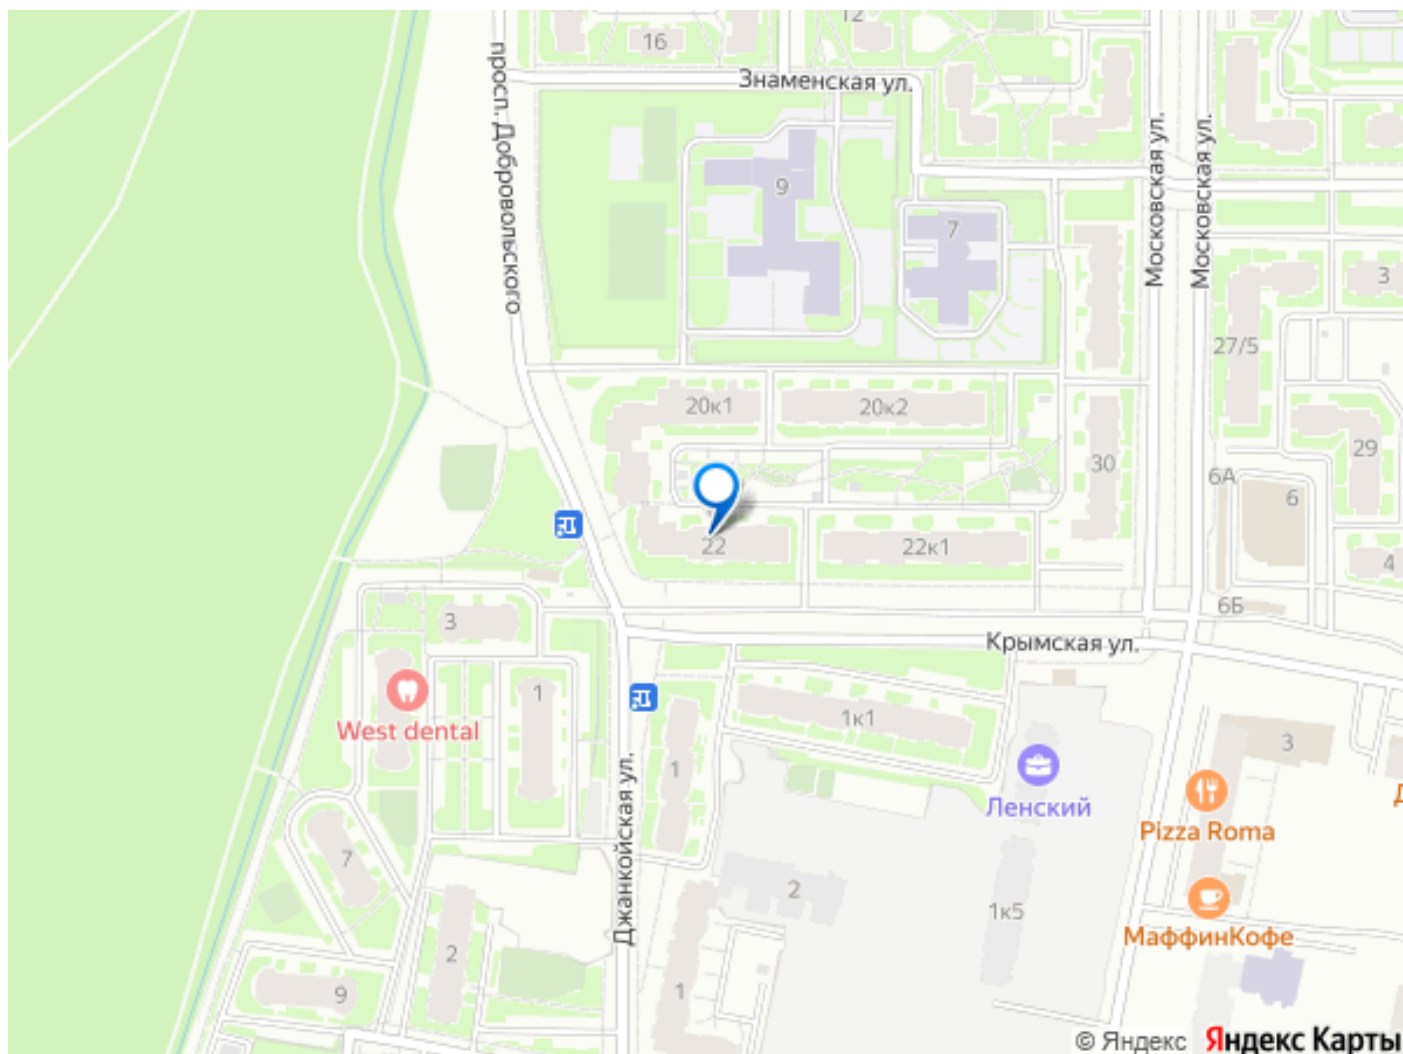 16
12
Знаменская ул.
просп. Добровольского
Московская ул.
Московская ул.
9
7
3
27/5
20к1
20к2
30
29
6А
6
22
22к1
4
6Б
3
Крымская ул.
West dental
1
1к1
3
1
Ленский
Pizza Roma
Д
Джанкойская ул.
7
2
1к5
МаффинКофе
2
9
1
© Яндекс
Яндекс Карты